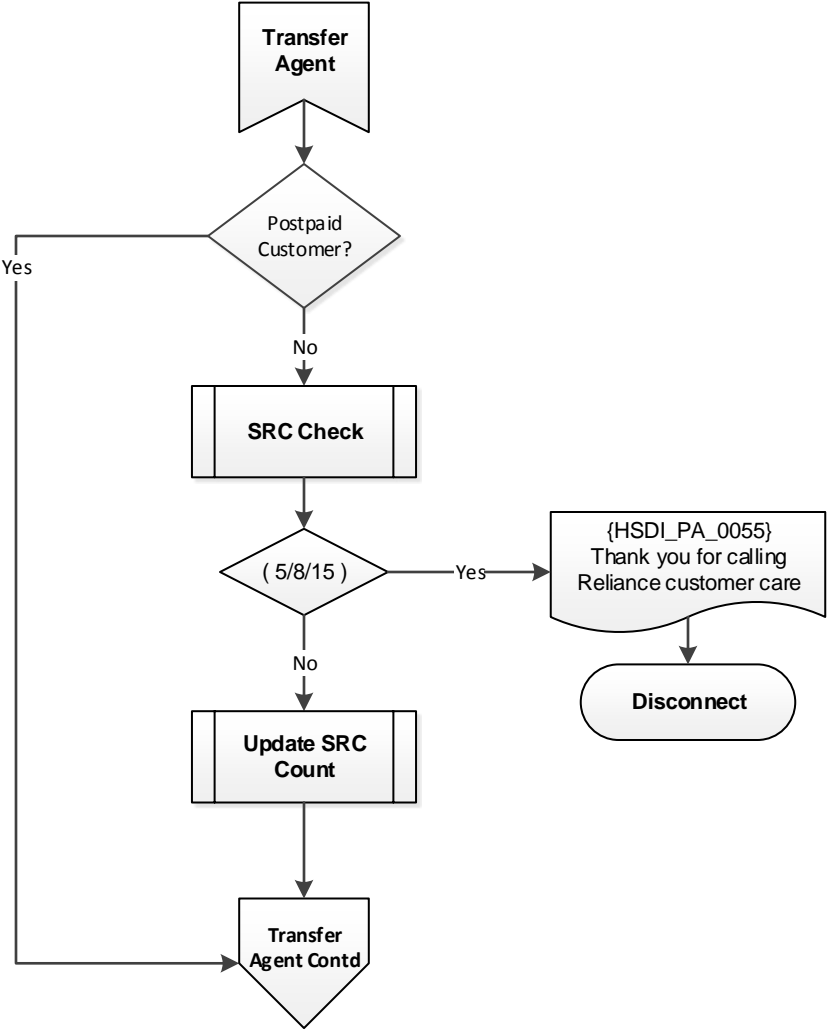 Transfer
Agent
Postpaid
Customer?
Yes
No
SRC Check
( 5/8/15 )
Yes
{HSDI_PA_0055}
Thank you for calling
Reliance customer care
No
Disconnect
Update SRC
Count
Transfer
Agent Contd